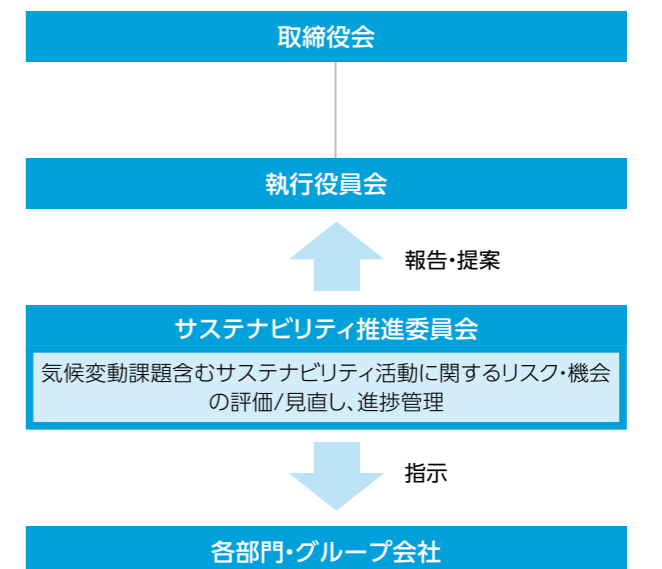 取締役会
執行役員会
報告・提案
サステナビリティ推進委員会
気候変動課題含むサステナビリティ活動に関するリスク・機会
の評価/見直し、進捗管理
指示
各部門・グループ会社